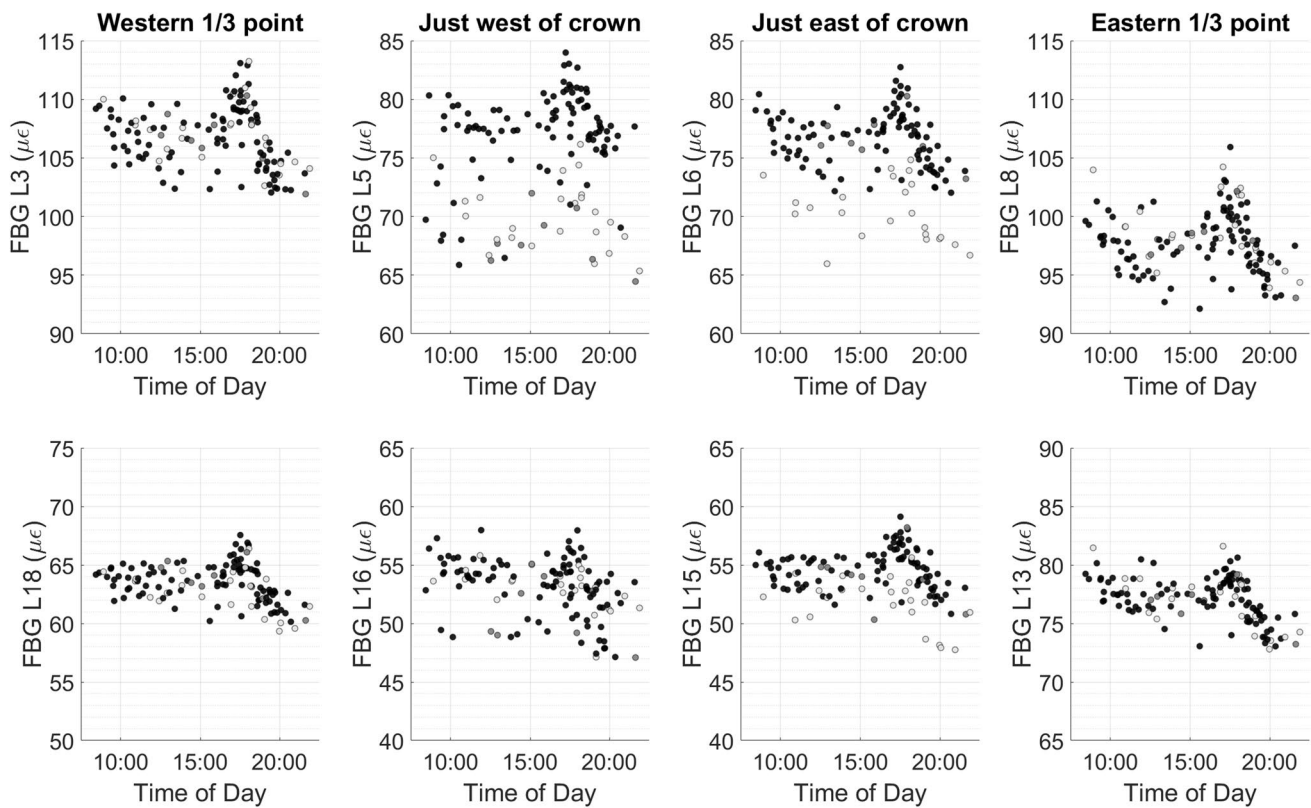 Western 1/3 point
Just west of crown
Just east of crown
Eastern 1/3 point
115
110
105
100
95
90
FBG L3 (με)
10:00 15:00 20:00
Time of Day
85
80
75
70
65
60
FBG L5 (με)
10:00 15:00 20:00
Time of Day
85
80
75
70
65
60
FBG L6 (με)
10:00 15:00 20:00
Time of Day
115
110
105
100
95
90
FBG L8 (με)
10:00 15:00 20:00
Time of Day
75
70
65
60
55
50
FBG L18 (με)
10:00 15:00 20:00
Time of Day
65
60
55
50
45
40
FBG L16 (με)
10:00 15:00 20:00
Time of Day
65
60
55
50
45
40
FBG L15 (με)
10:00 15:00 20:00
Time of Day
90
85
80
75
70
65
FBG L13 (με)
10:00 15:00 20:00
Time of Day